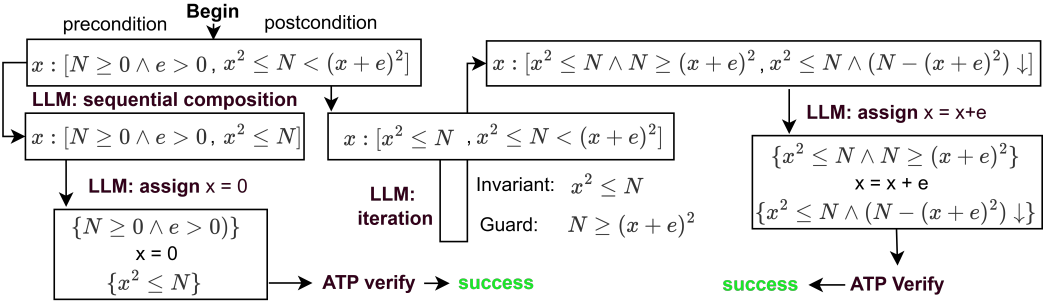 Begin
precondition
postcondition
x : [N ≥ 0 ∧ e > 0 , x² ≤ N < (x + e)²]
LLM: sequential composition
x : [N ≥ 0 ∧ e > 0 , x² ≤ N]
LLM: assign x = 0
{N ≥ 0 ∧ e > 0)}
x = 0
{x² ≤ N}
ATP verify
success
x : [x² ≤ N , x² ≤ N < (x + e)²]
LLM:
iteration
Invariant: x² ≤ N
Guard: N ≥ (x + e)²
x : [x² ≤ N ∧ N ≥ (x + e)² , x² ≤ N ∧ (N − (x + e)²) ↓]
LLM: assign x = x+e
{x² ≤ N ∧ N ≥ (x + e)²}
x = x + e
{x² ≤ N ∧ (N − (x + e)²) ↓}
ATP Verify
success